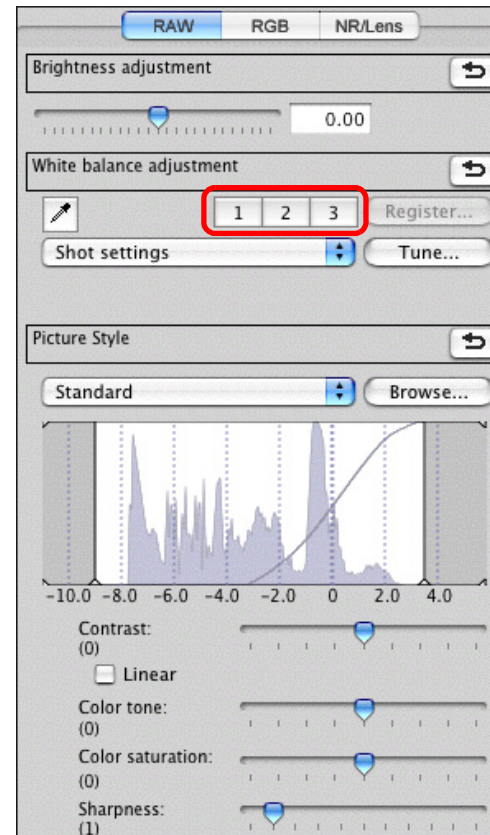 RAW RGB NR/Lens
Brightness adjustment
0.00
White balance adjustment
1 2 3 Register...
Shot settings Tune...
Picture Style
Standard Browse...
-10.0 -8.0 -6.0 -4.0 -2.0 0 2.0 4.0
Contrast:
(0)
Linear
Color tone:
(0)
Color saturation:
(0)
Sharpness:
(1)